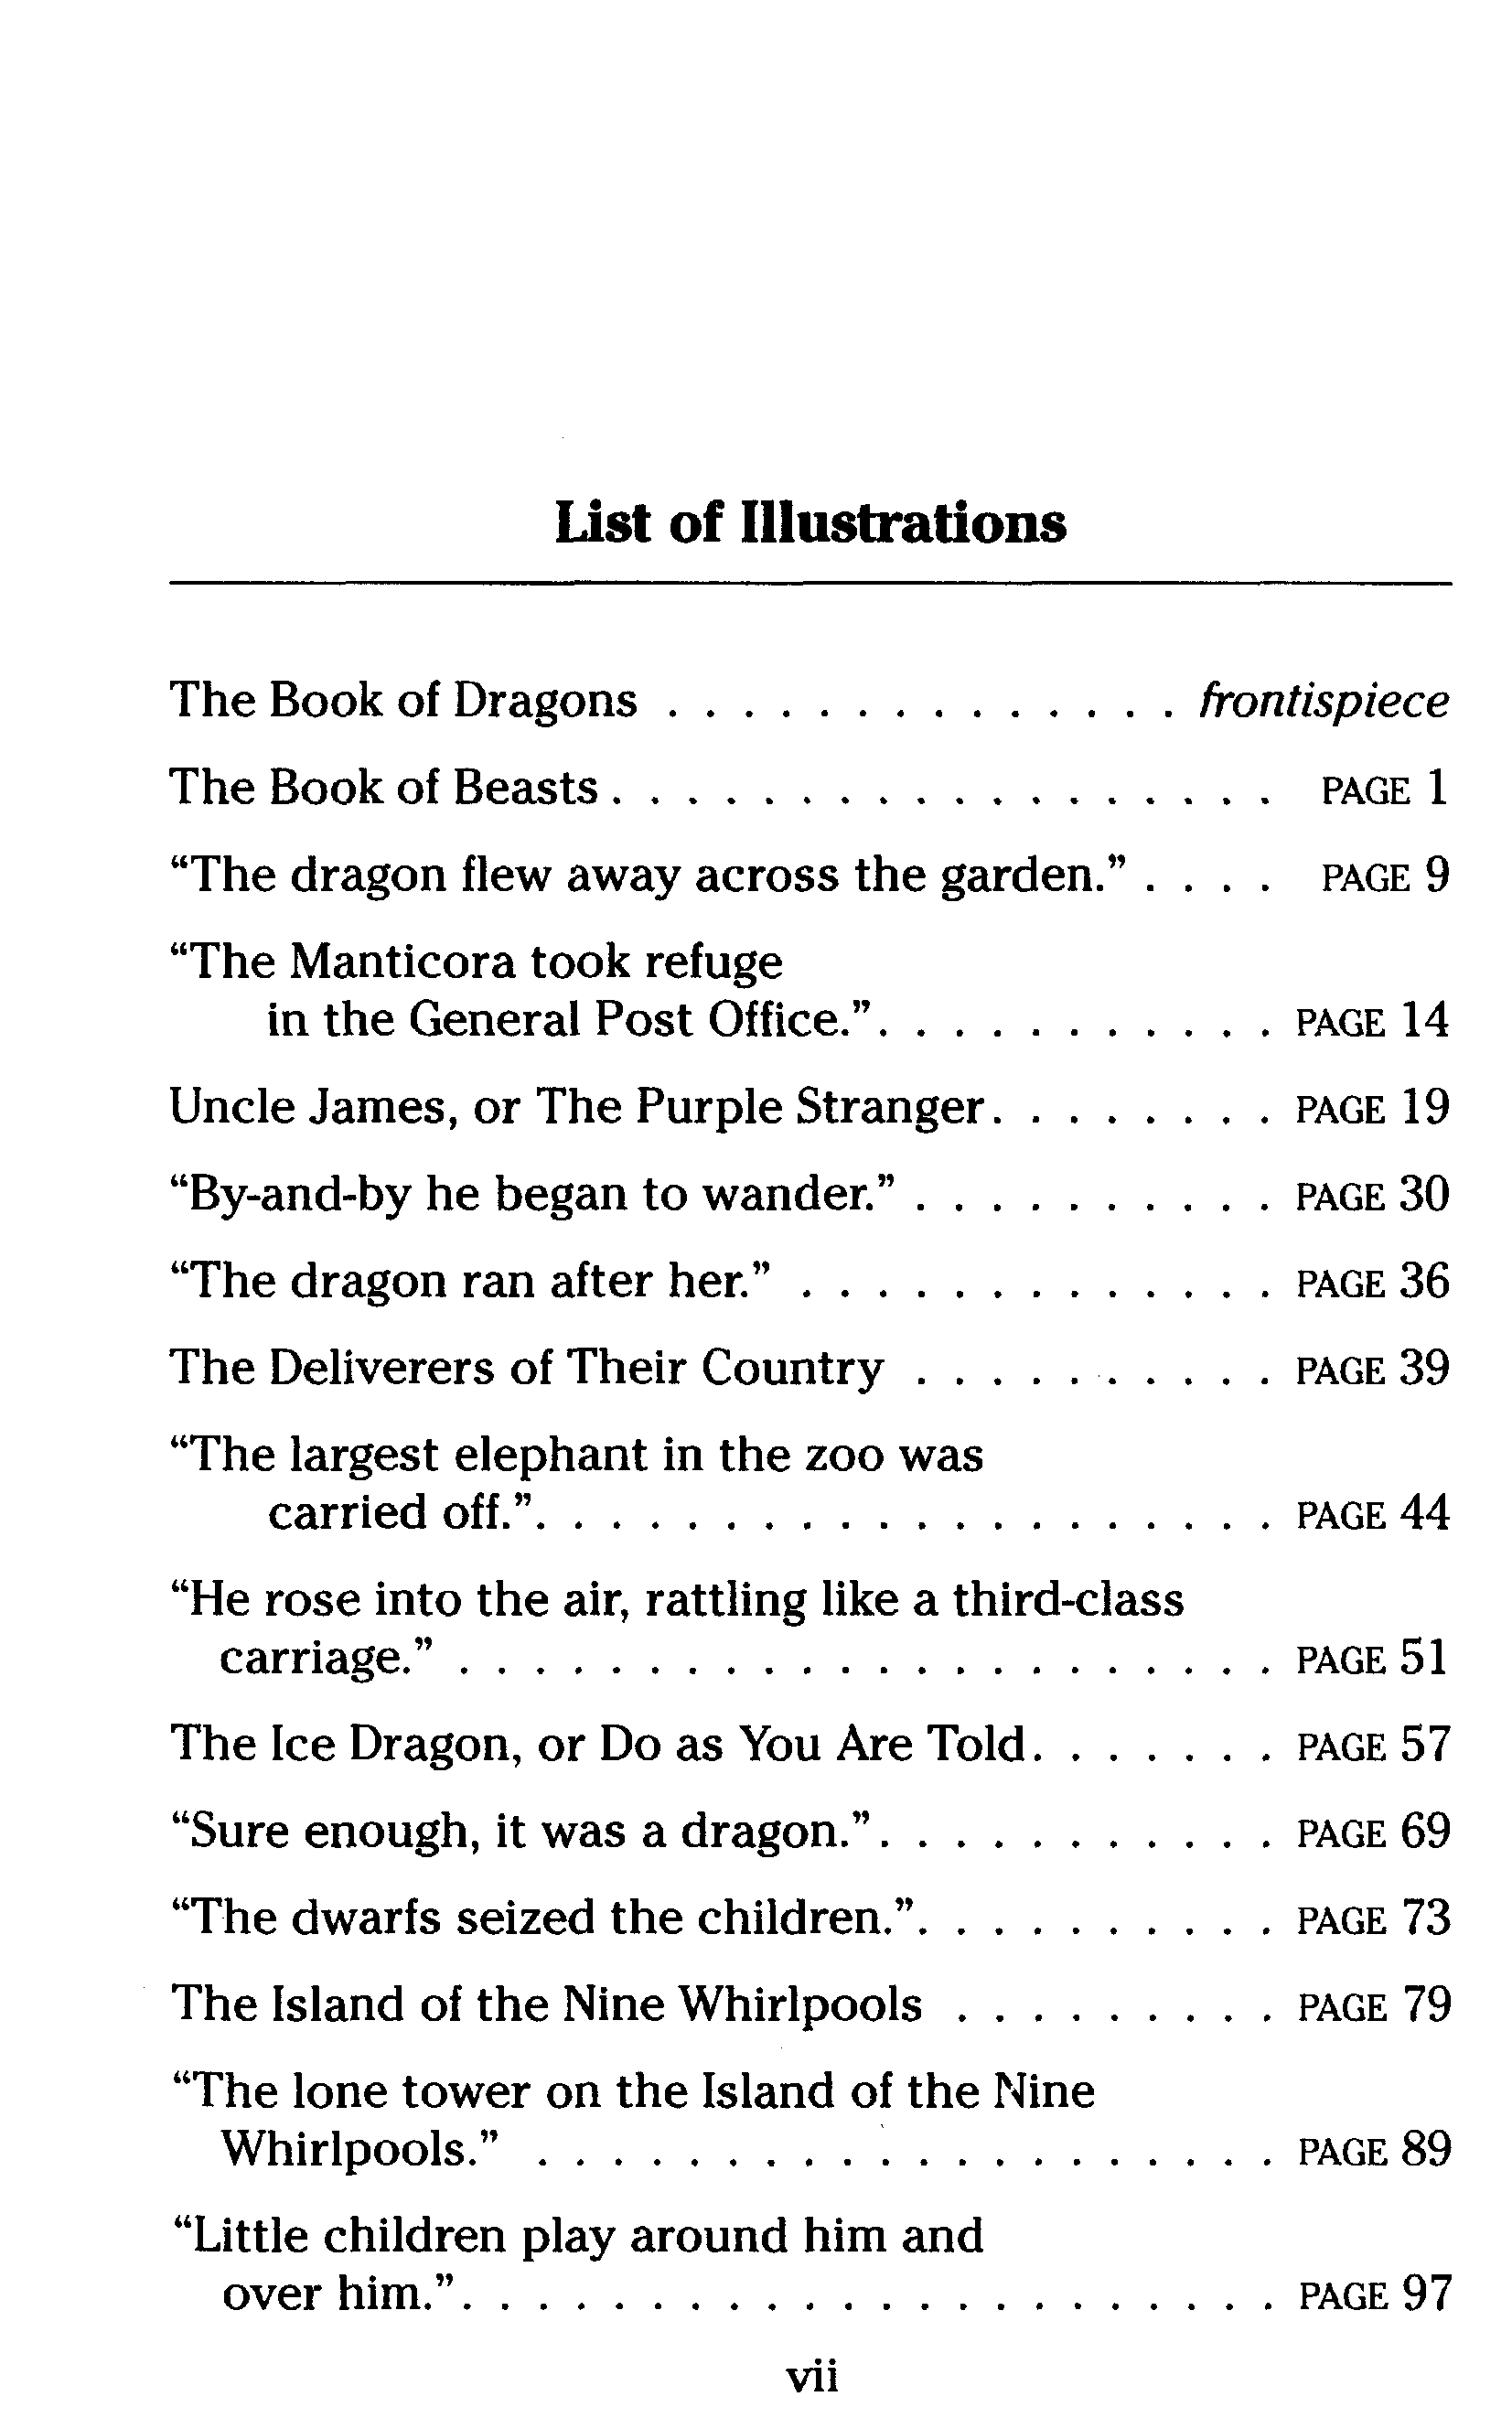 List of Illustrations
The Book of Dragons . . . . . . . . . . . . . . frontispiece
The Book of Beasts . . . . . . . . . . . . . . . . . . PAGE 1
“The dragon flew away across the garden.” . . . . PAGE 9
“The Manticora took refuge
in the General Post Office.” . . . . . . . . . . . PAGE 14
Uncle James, or The Purple Stranger . . . . . . . . PAGE 19
“By-and-by he began to wander.” . . . . . . . . . . PAGE 30
“The dragon ran after her.” . . . . . . . . . . . . . PAGE 36
The Deliverers of Their Country . . . . . . . . . . PAGE 39
“The largest elephant in the zoo was
carried off.” . . . . . . . . . . . . . . . . . . . . PAGE 44
“He rose into the air, rattling like a third-class
carriage.” . . . . . . . . . . . . . . . . . . . . . . PAGE 51
The Ice Dragon, or Do as You Are Told . . . . . . . PAGE 57
“Sure enough, it was a dragon.” . . . . . . . . . . . PAGE 69
“The dwarfs seized the children.” . . . . . . . . . . PAGE 73
The Island of the Nine Whirlpools . . . . . . . . . PAGE 79
“The lone tower on the Island of the Nine
Whirlpools.” . . . . . . . . . . . . . . . . . . . . PAGE 89
“Little children play around him and
over him.” . . . . . . . . . . . . . . . . . . . . . . PAGE 97
vii